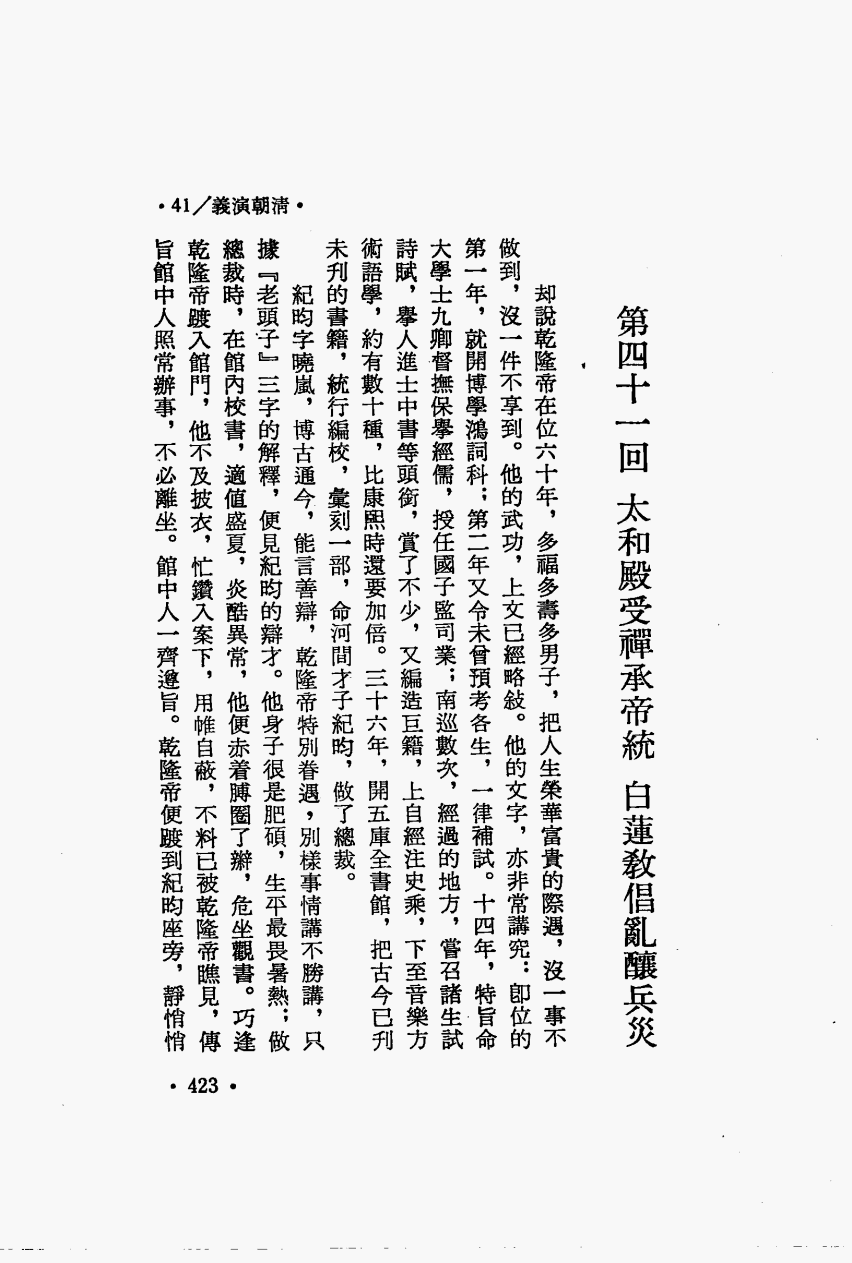 ·41／義演朝清·
第四十一回 太和殿受禪承帝統 白蓮教倡亂釀兵災
却說乾隆帝在位六十年，多福多壽多男子，把人生榮華富貴的際遇，沒一事不
做到，沒一件不享到。他的武功，上文已經略敍。他的文字，亦非常講究：卽位的
第一年，就開博學鴻詞科；第二年又令未曾預考各生，一律補試。十四年，特旨命
大學士九卿督撫保擧經儒，授任國子監司業；南巡數次，經過的地方，嘗召諸生試
詩賦，擧人進士中書等頭銜，賞了不少，又編造巨籍，上自經注史乘，下至音樂方
術語學，約有數十種，比康熙時還要加倍。三十六年，開五庫全書館，把古今已刋
未刋的書籍，統行編校，彙刻一部，命河間才子紀昀，做了總裁。
紀昀字曉嵐，博古通今，能言善辯，乾隆帝特別眷遇，別樣事情講不勝講，只
據『老頭子』三字的解釋，便見紀昀的辯才。他身子很是肥碩，生平最畏暑熱；做
總裁時，在館內校書，適值盛夏，炎酷異常，他便赤着膊圈了辮，危坐觀書。巧逢
乾隆帝踱入館門，他不及披衣，忙鑽入案下，用帷自蔽，不料已被乾隆帝瞧見，傳
旨館中人照常辦事，不必離坐。館中人一齊遵旨。乾隆帝便踱到紀昀座旁，靜悄悄
·423·